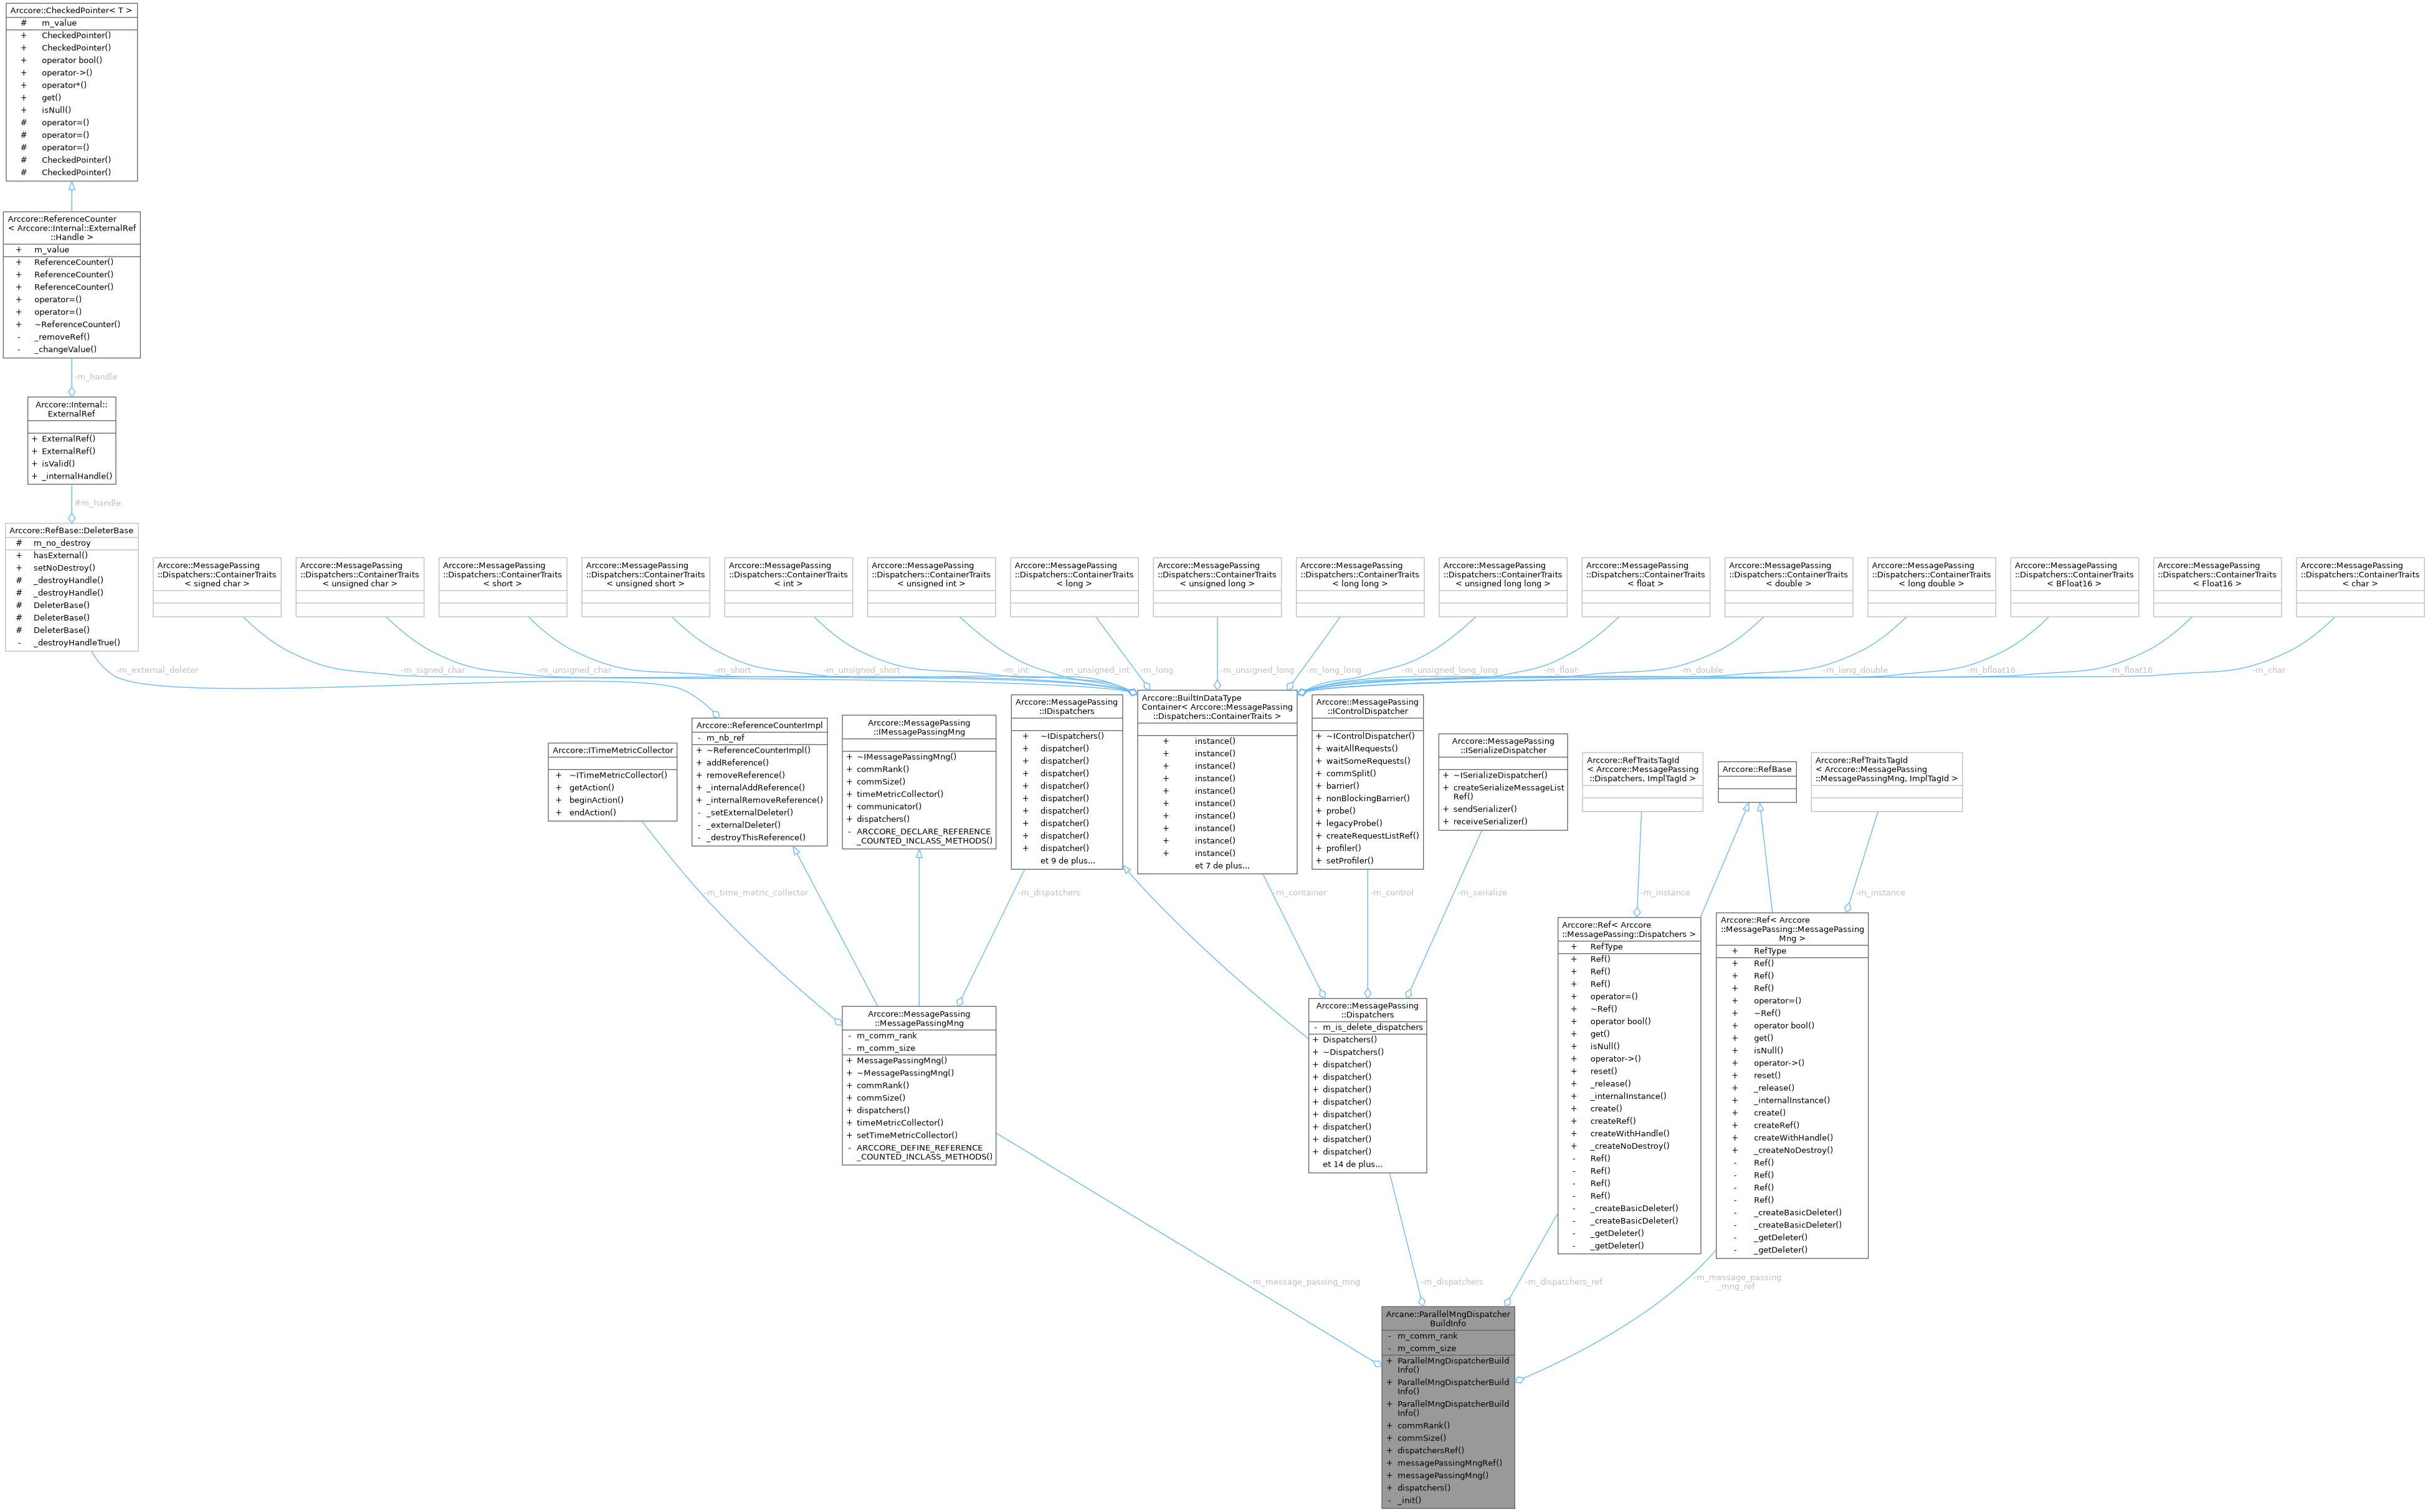 Arccore::CheckedPointer< T >
# m_value
+ CheckedPointer()
+ CheckedPointer()
+ operator bool()
+ operator->()
+ operator*()
+ get()
+ isNull()
# operator=()
# operator=()
# operator=()
# CheckedPointer()
# CheckedPointer()
Arccore::ReferenceCounter
< Arccore::Internal::ExternalRef
::Handle >
+ m_value
+ ReferenceCounter()
+ ReferenceCounter()
+ ReferenceCounter()
+ operator=()
+ operator=()
+ ~ReferenceCounter()
- _removeRef()
- _changeValue()
-m_handle
Arccore::Internal::
ExternalRef
+ ExternalRef()
+ ExternalRef()
+ isValid()
+ _internalHandle()
#m_handle
Arccore::RefBase::DeleterBase
# m_no_destroy
+ hasExternal()
+ setNoDestroy()
# _destroyHandle()
# _destroyHandle()
# DeleterBase()
# DeleterBase()
# DeleterBase()
- _destroyHandleTrue()
Arccore::MessagePassing
::Dispatchers::ContainerTraits
< signed char >
Arccore::MessagePassing
::Dispatchers::ContainerTraits
< unsigned char >
Arccore::MessagePassing
::Dispatchers::ContainerTraits
< short >
Arccore::MessagePassing
::Dispatchers::ContainerTraits
< unsigned short >
Arccore::MessagePassing
::Dispatchers::ContainerTraits
< int >
Arccore::MessagePassing
::Dispatchers::ContainerTraits
< unsigned int >
Arccore::MessagePassing
::Dispatchers::ContainerTraits
< long >
Arccore::MessagePassing
::Dispatchers::ContainerTraits
< unsigned long >
Arccore::MessagePassing
::Dispatchers::ContainerTraits
< long long >
Arccore::MessagePassing
::Dispatchers::ContainerTraits
< unsigned long long >
Arccore::MessagePassing
::Dispatchers::ContainerTraits
< float >
Arccore::MessagePassing
::Dispatchers::ContainerTraits
< double >
Arccore::MessagePassing
::Dispatchers::ContainerTraits
< long double >
Arccore::MessagePassing
::Dispatchers::ContainerTraits
< BFloat16 >
Arccore::MessagePassing
::Dispatchers::ContainerTraits
< Float16 >
Arccore::MessagePassing
::Dispatchers::ContainerTraits
< char >
-m_external_deleter
-m_signed_char
-m_unsigned_char
-m_short
-m_unsigned_short
-m_int
-m_unsigned_int
-m_long
-m_unsigned_long
-m_long_long
-m_unsigned_long_long
-m_float
-m_double
-m_long_double
-m_bfloat16
-m_float16
-m_char
Arccore::ITimeMetricCollector
+ ~ITimeMetricCollector()
+ getAction()
+ beginAction()
+ endAction()
Arccore::ReferenceCounterImpl
- m_nb_ref
+ ~ReferenceCounterImpl()
+ addReference()
+ removeReference()
+ _internalAddReference()
+ _internalRemoveReference()
- _setExternalDeleter()
- _externalDeleter()
- _destroyThisReference()
Arccore::MessagePassing
::IMessagePassingMng
+ ~IMessagePassingMng()
+ commRank()
+ commSize()
+ timeMetricCollector()
+ communicator()
+ dispatchers()
- ARCCORE_DECLARE_REFERENCE
_COUNTED_INCLASS_METHODS()
Arccore::MessagePassing
::IDispatchers
+ ~IDispatchers()
+ dispatcher()
+ dispatcher()
+ dispatcher()
+ dispatcher()
+ dispatcher()
+ dispatcher()
+ dispatcher()
+ dispatcher()
+ dispatcher()
et 9 de plus...
Arccore::BuiltInDataType
Container< Arccore::MessagePassing
::Dispatchers::ContainerTraits >
+ instance()
+ instance()
+ instance()
+ instance()
+ instance()
+ instance()
+ instance()
+ instance()
+ instance()
+ instance()
et 7 de plus...
Arccore::MessagePassing
::IControlDispatcher
+ ~IControlDispatcher()
+ waitAllRequests()
+ waitSomeRequests()
+ commSplit()
+ barrier()
+ nonBlockingBarrier()
+ probe()
+ legacyProbe()
+ createRequestListRef()
+ profiler()
+ setProfiler()
Arccore::MessagePassing
::ISerializeDispatcher
+ ~ISerializeDispatcher()
+ createSerializeMessageList
Ref()
+ sendSerializer()
+ receiveSerializer()
Arccore::RefTraitsTagId
< Arccore::MessagePassing
::Dispatchers, ImplTagId >
Arccore::RefBase
Arccore::RefTraitsTagId
< Arccore::MessagePassing
::MessagePassingMng, ImplTagId >
-m_time_metric_collector
-m_dispatchers
-m_container
-m_control
-m_serialize
-m_instance
-m_instance
Arccore::MessagePassing
::MessagePassingMng
- m_comm_rank
- m_comm_size
+ MessagePassingMng()
+ ~MessagePassingMng()
+ commRank()
+ commSize()
+ dispatchers()
+ timeMetricCollector()
+ setTimeMetricCollector()
- ARCCORE_DEFINE_REFERENCE
_COUNTED_INCLASS_METHODS()
Arccore::MessagePassing
::Dispatchers
- m_is_delete_dispatchers
+ Dispatchers()
+ ~Dispatchers()
+ dispatcher()
+ dispatcher()
+ dispatcher()
+ dispatcher()
+ dispatcher()
+ dispatcher()
+ dispatcher()
+ dispatcher()
et 14 de plus...
Arccore::Ref< Arccore
::MessagePassing::Dispatchers >
+ RefType
+ Ref()
+ Ref()
+ Ref()
+ operator=()
+ ~Ref()
+ operator bool()
+ get()
+ isNull()
+ operator->()
+ reset()
+ _release()
+ _internalInstance()
+ create()
+ createRef()
+ createWithHandle()
+ _createNoDestroy()
- Ref()
- Ref()
- Ref()
- Ref()
- _createBasicDeleter()
- _createBasicDeleter()
- _getDeleter()
- _getDeleter()
Arccore::Ref< Arccore
::MessagePassing::MessagePassing
Mng >
+ RefType
+ Ref()
+ Ref()
+ Ref()
+ operator=()
+ ~Ref()
+ operator bool()
+ get()
+ isNull()
+ operator->()
+ reset()
+ _release()
+ _internalInstance()
+ create()
+ createRef()
+ createWithHandle()
+ _createNoDestroy()
- Ref()
- Ref()
- Ref()
- Ref()
- _createBasicDeleter()
- _createBasicDeleter()
- _getDeleter()
- _getDeleter()
-m_message_passing_mng
-m_dispatchers
-m_dispatchers_ref
-m_message_passing
_mng_ref
Arcane::ParallelMngDispatcher
BuildInfo
- m_comm_rank
- m_comm_size
+ ParallelMngDispatcherBuild
Info()
+ ParallelMngDispatcherBuild
Info()
+ ParallelMngDispatcherBuild
Info()
+ commRank()
+ commSize()
+ dispatchersRef()
+ messagePassingMngRef()
+ messagePassingMng()
+ dispatchers()
- _init()